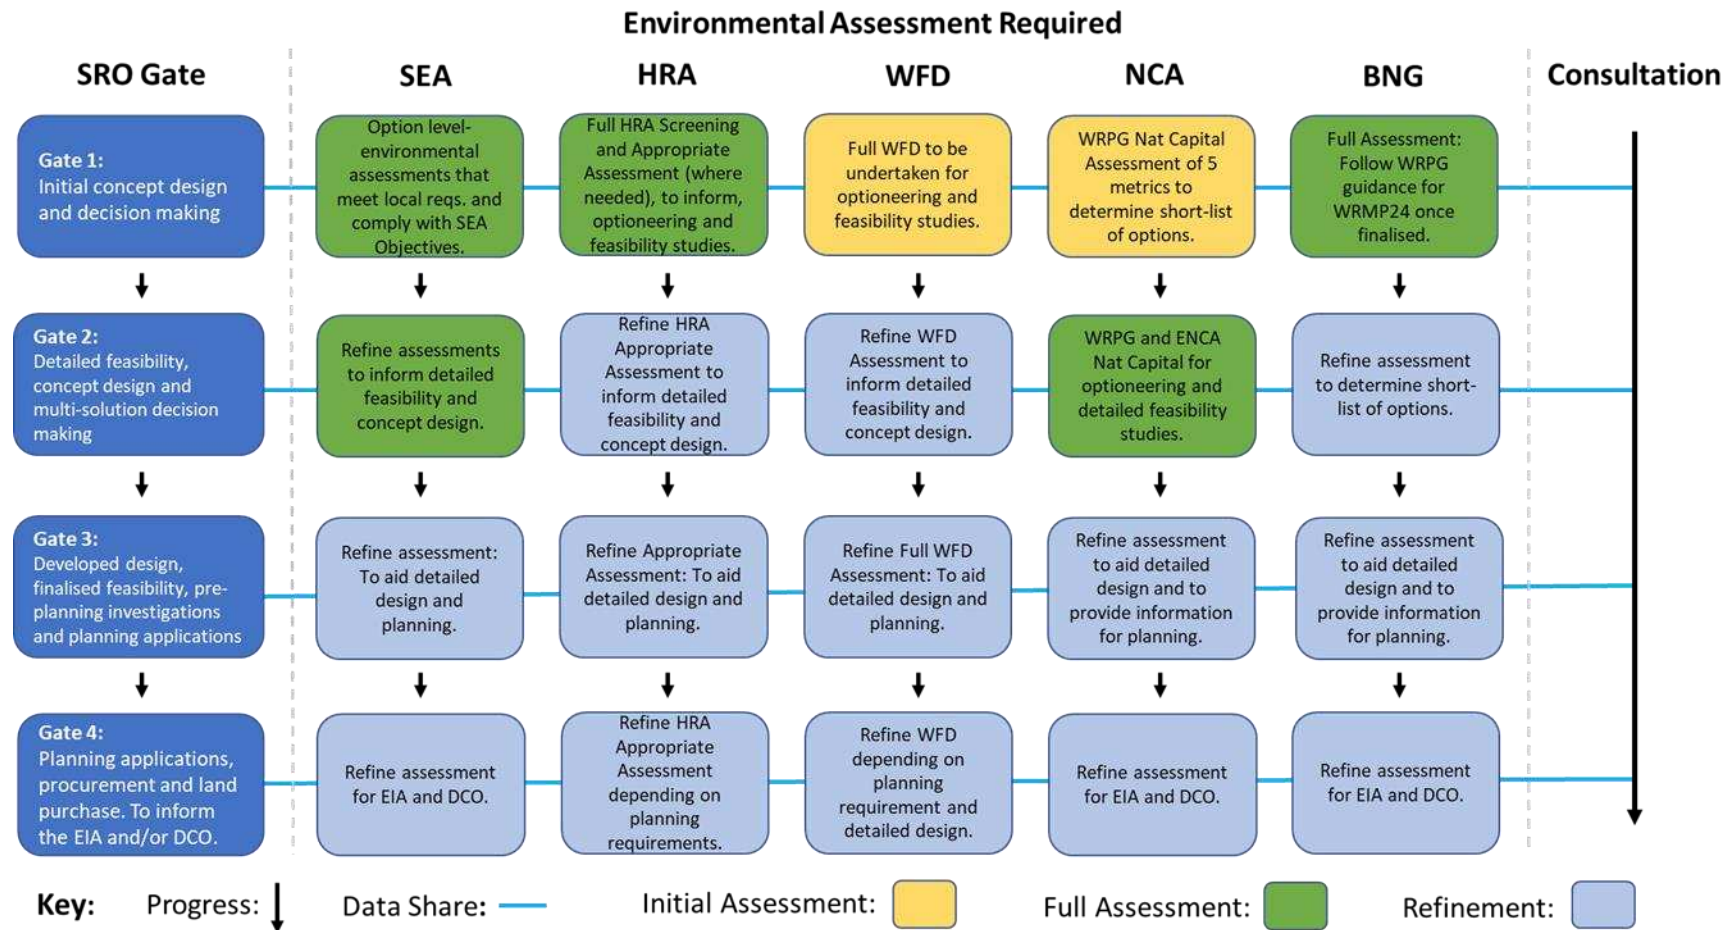 Environmental Assessment Required
SRO Gate
SEA
HRA
WFD
NCA
BNG
Consultation
Gate 1:
Initial concept design
and decision making
Option level-
environmental
assessments that
meet local reqs. and
comply with SEA
Objectives.
Full HRA Screening
and Appropriate
Assessment (where
needed), to inform,
optioneering and
feasibility studies.
Full WFD to be
undertaken for
optioneering and
feasibility studies.
WRPG Nat Capital
Assessment of 5
metrics to
determine short-list
of options.
Full Assessment:
Follow WRPG
guidance for
WRMP24 once
finalised.
Gate 2:
Detailed feasibility,
concept design and
multi-solution decision
making
Refine assessments
to inform detailed
feasibility and
concept design.
Refine HRA
Appropriate
Assessment to
inform detailed
feasibility and
concept design.
Refine WFD
Assessment to
inform detailed
feasibility and
concept design.
WRPG and ENCA
Nat Capital for
optioneering and
detailed feasibility
studies.
Refine assessment
to determine short-
list of options.
Gate 3:
Developed design,
finalised feasibility, pre-
planning investigations
and planning applications
Refine assessment:
To aid detailed
design and
planning.
Refine Appropriate
Assessment: To aid
detailed design and
planning.
Refine Full WFD
Assessment: To aid
detailed design and
planning.
Refine assessment
to aid detailed
design and to
provide information
for planning.
Refine assessment
to aid detailed
design and to
provide information
for planning.
Gate 4:
Planning applications,
procurement and land
purchase. To inform
the EIA and/or DCO.
Refine assessment
for EIA and DCO.
Refine HRA
Appropriate
Assessment
depending on
planning
requirements.
Refine WFD
depending on
planning
requirement and
detailed design.
Refine assessment
for EIA and DCO.
Refine assessment
for EIA and DCO.
Key:
Progress:
Data Share:
Initial Assessment:
Full Assessment:
Refinement: